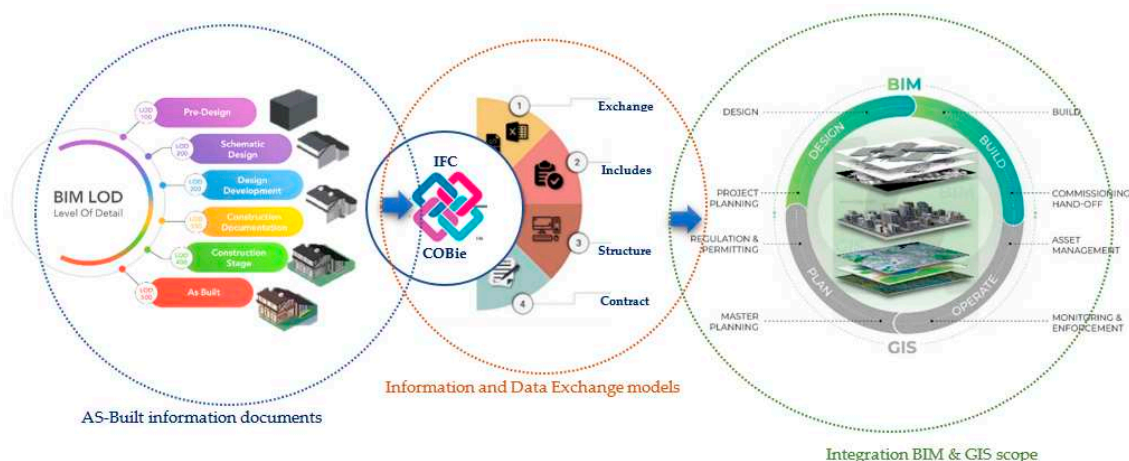 BIM LOD
Level Of Detail
LOD
100
Pre-Design
LOD
200
Schematic
Design
LOD
Design
Development
LOD
Construction
Documentation
LOD
Construction
Stage
LOD
500
As Built
AS-Built information documents
IFC
COBie
1
Exchange
2
Includes
3
Structure
4
Contract
Information and Data Exchange models
BIM
DESIGN
BUILD
DESIGN
BUILD
PROJECT
PLANNING
COMMISSIONING
HAND-OFF
REGULATION &
PERMITTING
ASSET
MANAGEMENT
PLAN
OPERATE
MASTER
PLANNING
MONITORING &
ENFORCEMENT
GIS
Integration BIM & GIS scope